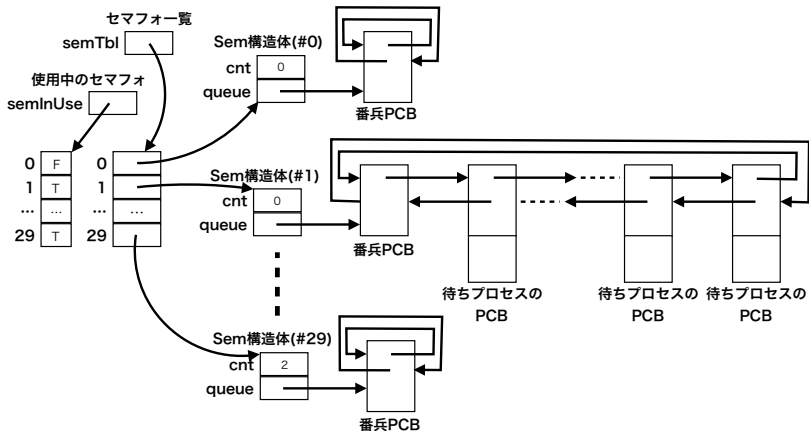 セマフォ一覧
semTbl
使用中のセマフォ
semInUse
0 F
1 T
... ...
29 T
0
1
... ...
29
Sem構造体(#0)
cnt 0
queue
番兵PCB
Sem構造体(#1)
cnt 0
queue
番兵PCB
待ちプロセスの
PCB
待ちプロセスの
PCB
待ちプロセスの
PCB
Sem構造体(#29)
cnt 2
queue
番兵PCB